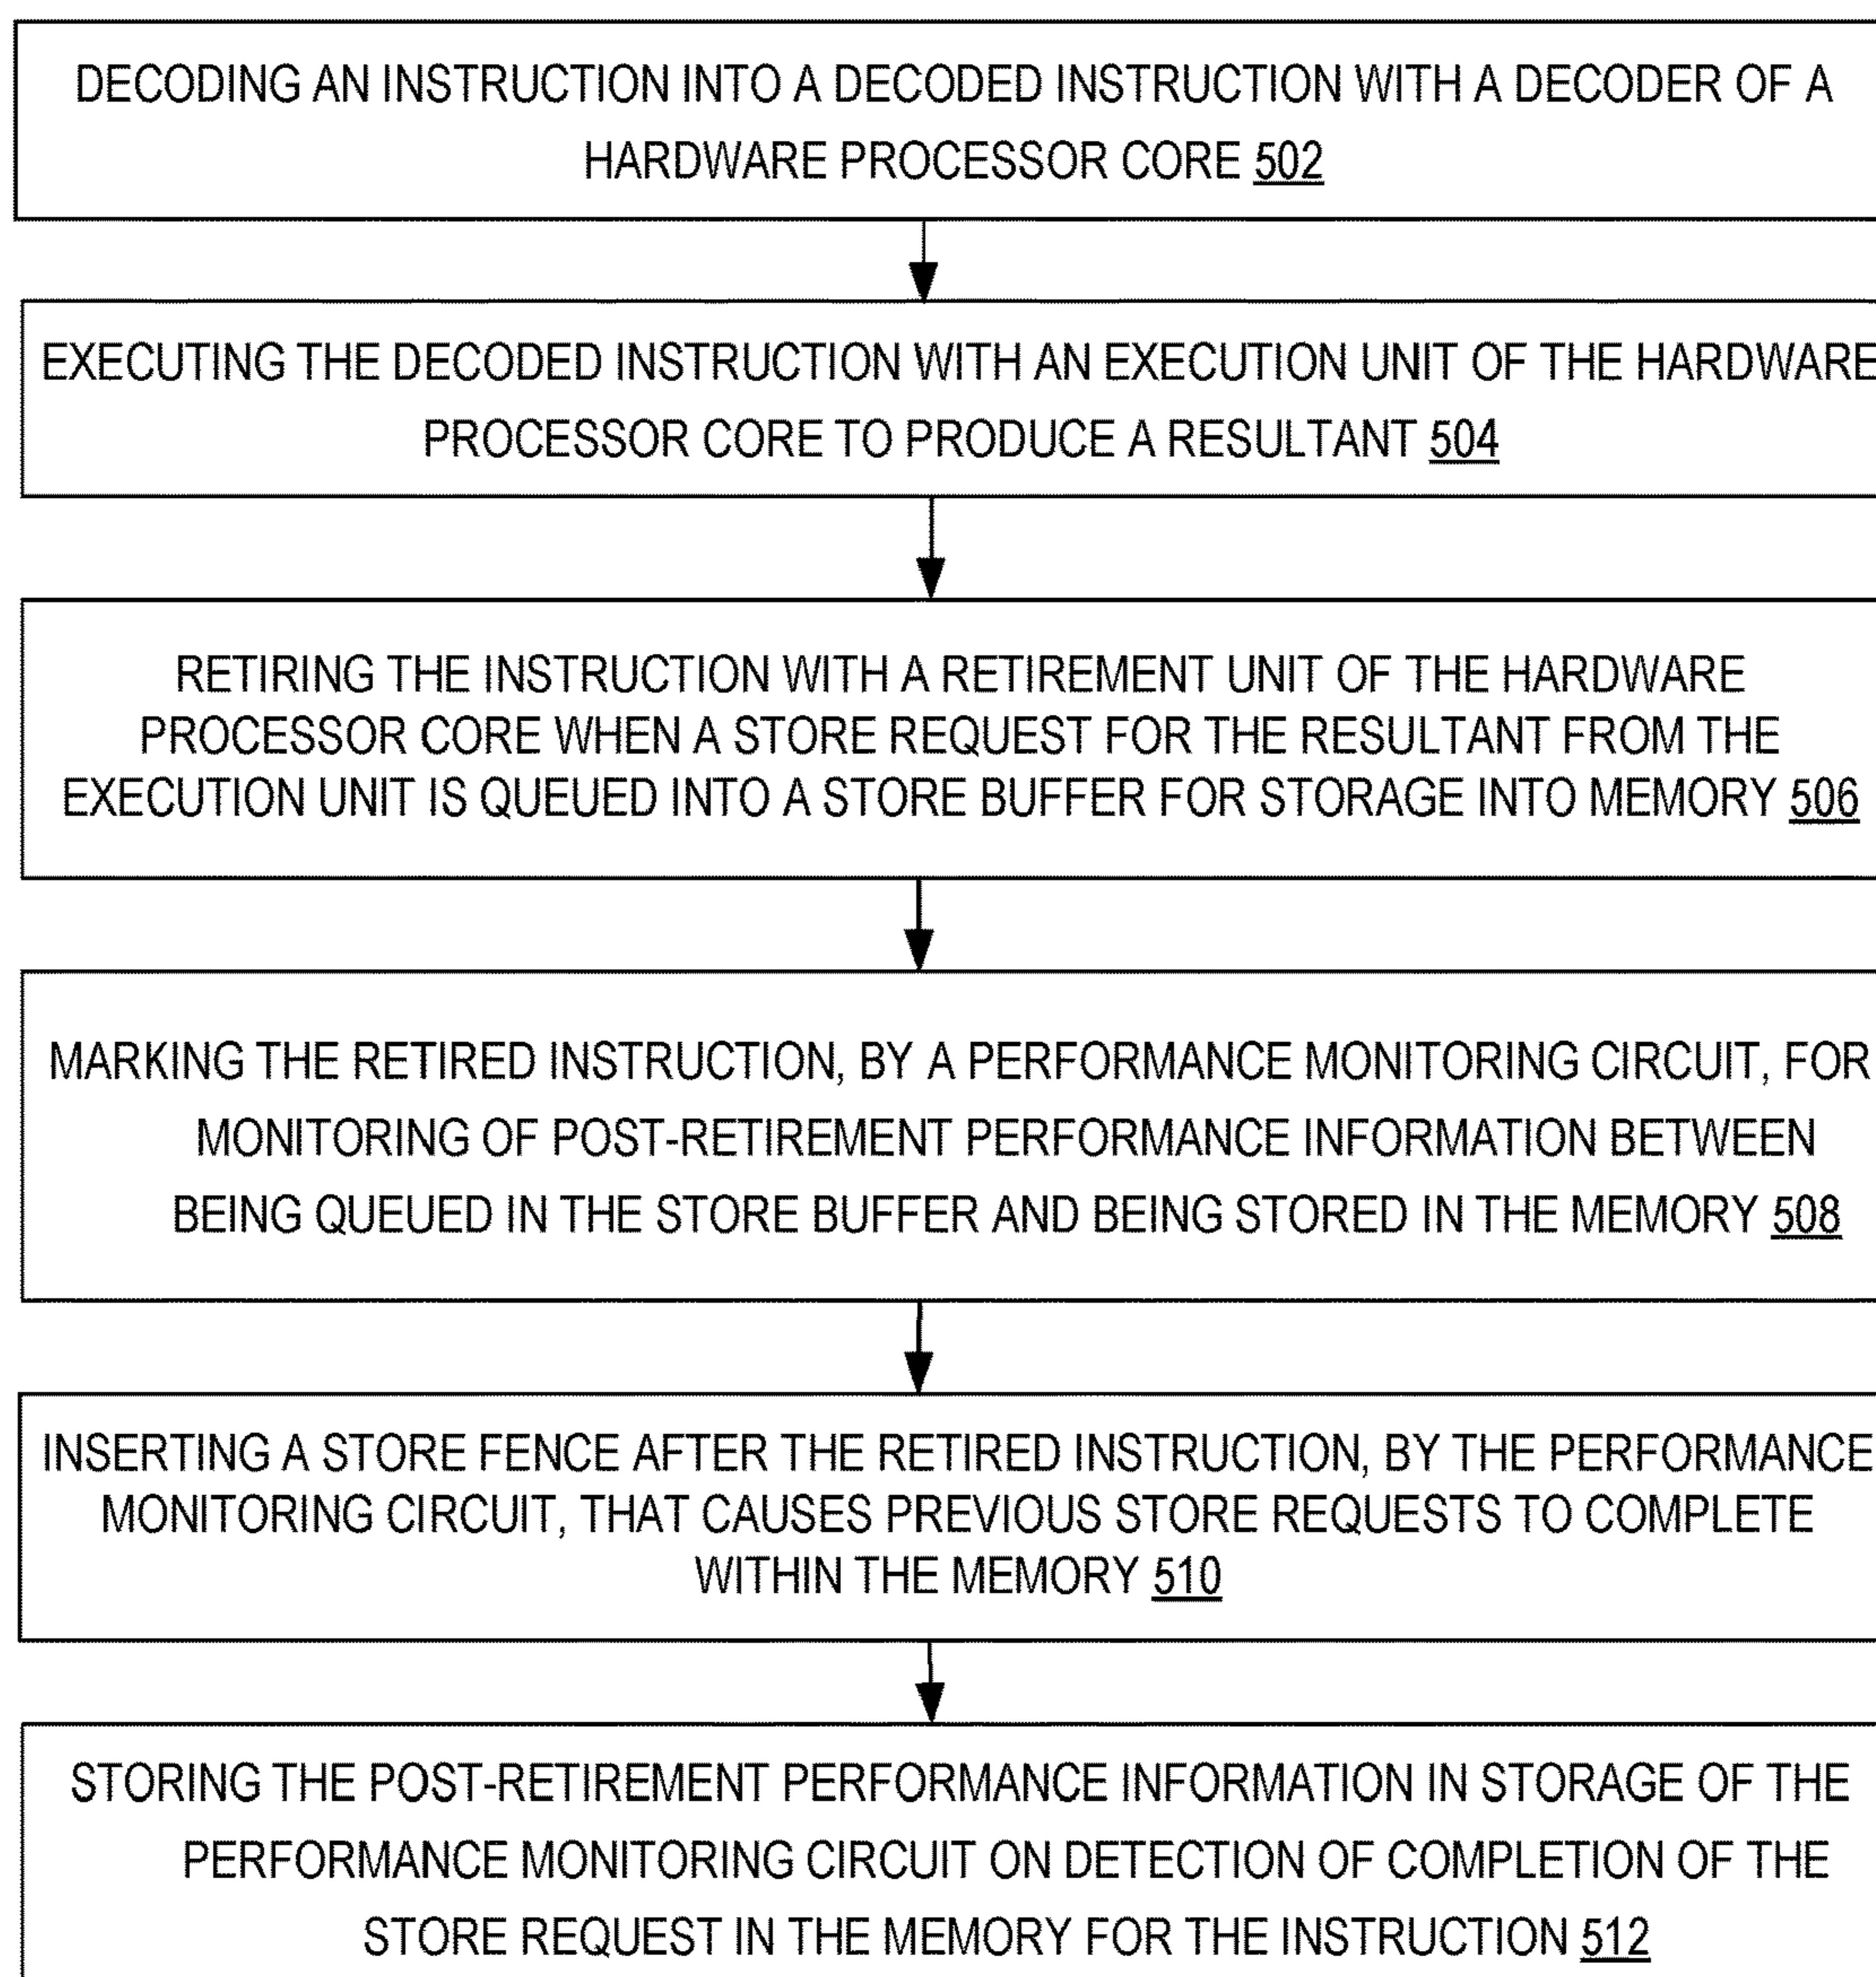 DECODING AN INSTRUCTION INTO A DECODED INSTRUCTION WITH A DECODER OF A
HARDWARE PROCESSOR CORE 502
EXECUTING THE DECODED INSTRUCTION WITH AN EXECUTION UNIT OF THE HARDWARE
PROCESSOR CORE TO PRODUCE A RESULTANT 504
RETIRING THE INSTRUCTION WITH A RETIREMENT UNIT OF THE HARDWARE
PROCESSOR CORE WHEN A STORE REQUEST FOR THE RESULTANT FROM THE
EXECUTION UNIT IS QUEUED INTO A STORE BUFFER FOR STORAGE INTO MEMORY 506
MARKING THE RETIRED INSTRUCTION, BY A PERFORMANCE MONITORING CIRCUIT, FOR
MONITORING OF POST-RETIREMENT PERFORMANCE INFORMATION BETWEEN
BEING QUEUED IN THE STORE BUFFER AND BEING STORED IN THE MEMORY 508
INSERTING A STORE FENCE AFTER THE RETIRED INSTRUCTION, BY THE PERFORMANCE
MONITORING CIRCUIT, THAT CAUSES PREVIOUS STORE REQUESTS TO COMPLETE
WITHIN THE MEMORY 510
STORING THE POST-RETIREMENT PERFORMANCE INFORMATION IN STORAGE OF THE
PERFORMANCE MONITORING CIRCUIT ON DETECTION OF COMPLETION OF THE
STORE REQUEST IN THE MEMORY FOR THE INSTRUCTION 512